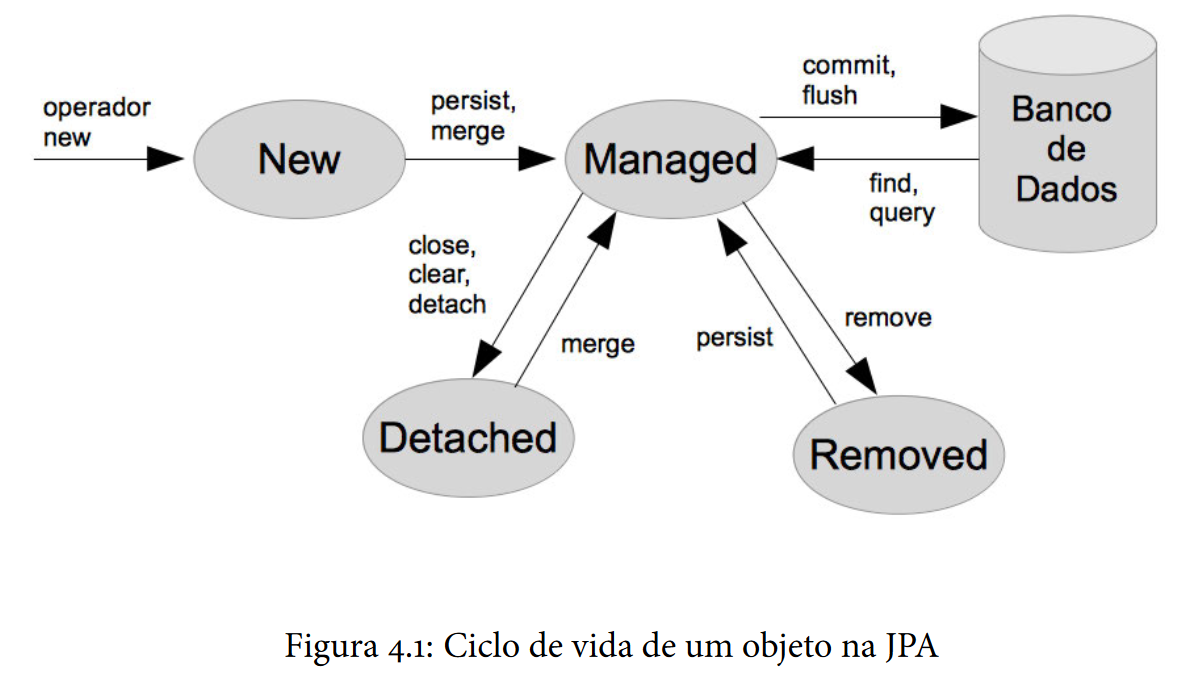 operador
new
New
persist,
merge
Managed
commit,
flush
Banco
de
Dados
find,
query
close,
clear,
detach
merge
persist
remove
Detached
Removed
Figura 4.1: Ciclo de vida de um objeto na JPA